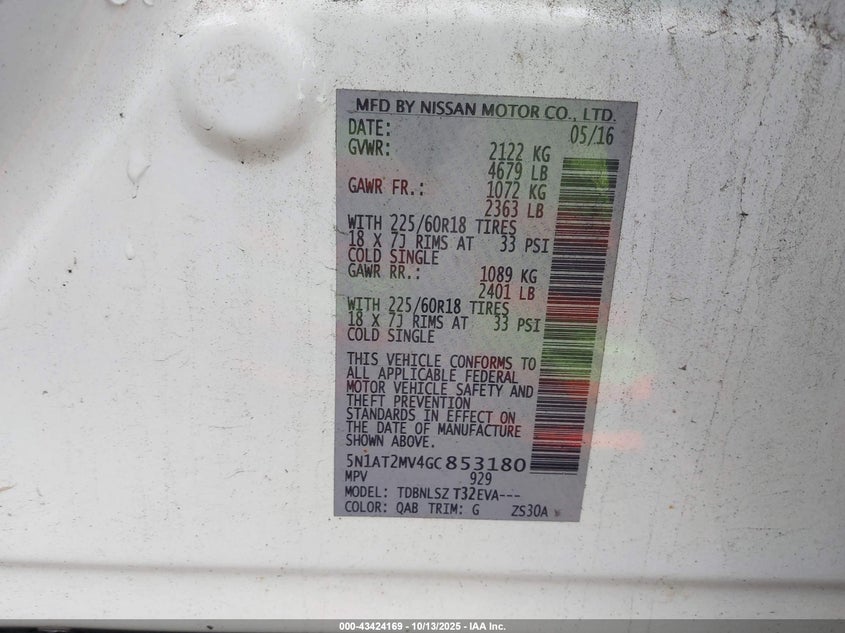 MFD BY NISSAN MOTOR CO., LTD.
DATE: 05/16
GVWR: 2122 KG
4679 LB
GAWR FR.: 1072 KG
2363 LB
WITH 225/60R18 TIRES
18 X 7J RIMS AT 33 PSI
COLD SINGLE
GAWR RR.: 1089 KG
2401 LB
WITH 225/60R18 TIRES
18 X 7J RIMS AT 33 PSI
COLD SINGLE
THIS VEHICLE CONFORMS TO
ALL APPLICABLE FEDERAL
MOTOR VEHICLE SAFETY AND
THEFT PREVENTION
STANDARDS IN EFFECT ON
THE DATE OF MANUFACTURE
SHOWN ABOVE.
5N1AT2MV4GC853180
MPV 929
MODEL: TDBNLSZ T32EVA---
COLOR: QAB TRIM: G ZS30A
000-43424169 - 10/13/2025 - IAA Inc.